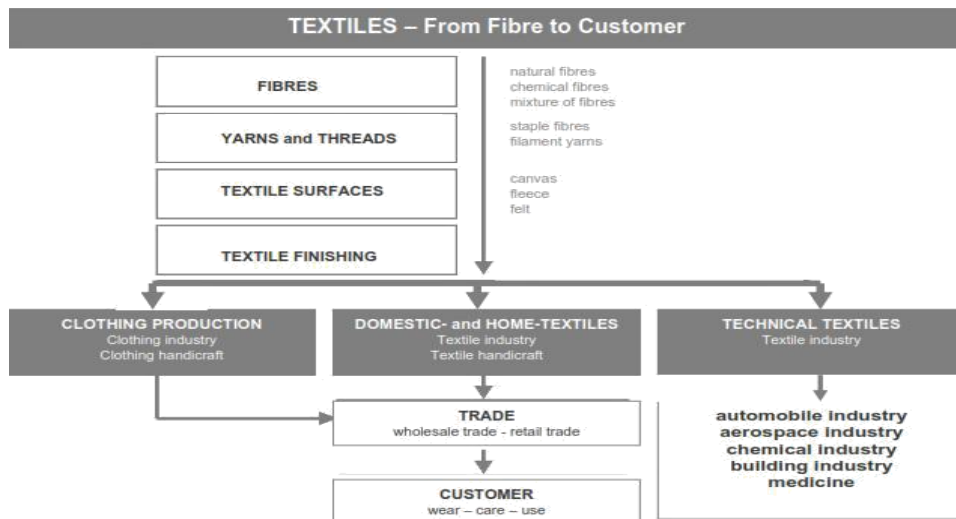 TEXTILES – From Fibre to Customer
FIBRES
natural fibres
chemical fibres
mixture of fibres
YARNS and THREADS
staple fibres
filament yarns
TEXTILE SURFACES
canvas
fleece
felt
TEXTILE FINISHING
CLOTHING PRODUCTION
Clothing industry
Clothing handicraft
DOMESTIC- and HOME-TEXTILES
Textile industry
Textile handicraft
TECHNICAL TEXTILES
Textile industry
TRADE
wholesale trade - retail trade
automobile industry
aerospace industry
chemical industry
building industry
medicine
CUSTOMER
wear – care – use